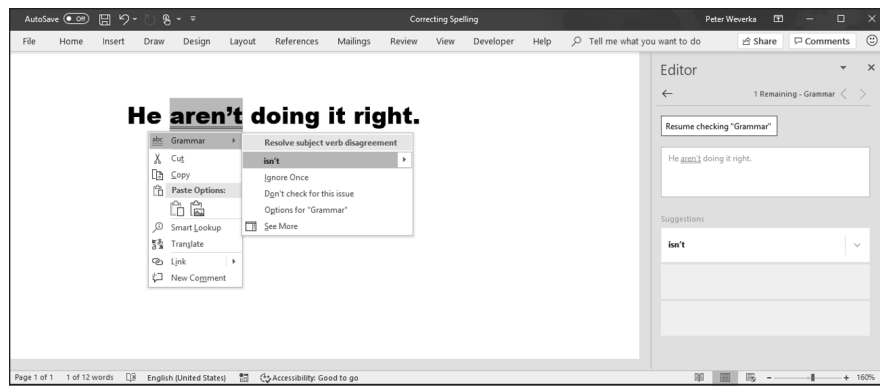 AutoSave Off Correcting Spelling Peter Weverka
File Home Insert Draw Design Layout References Mailings Review View Developer Help Tell me what you want to do Share Comments
He aren't doing it right.
abc Grammar
Cut
Copy
Paste Options:
Smart Lookup
Translate
Link
New Comment
Resolve subject verb disagreement
isn't
Ignore Once
Don't check for this issue
Options for "Grammar"
See More
Editor
1 Remaining - Grammar
Resume checking "Grammar"
He aren't doing it right.
Suggestions
isn't
Page 1 of 1 1 of 12 words English (United States) Accessibility: Good to go 160%